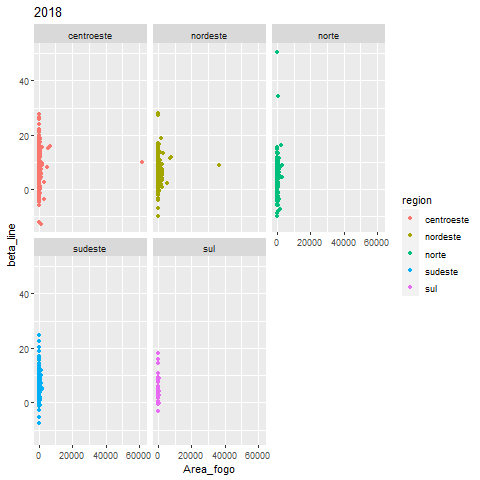 2018
centroeste nordeste norte
40
20
0
0 20000 40000 60000
sudeste sul
40
20
0
0 20000 40000 60000 0 20000 40000 60000
Area_fogo
beta_line
region
centroeste
nordeste
norte
sudeste
sul